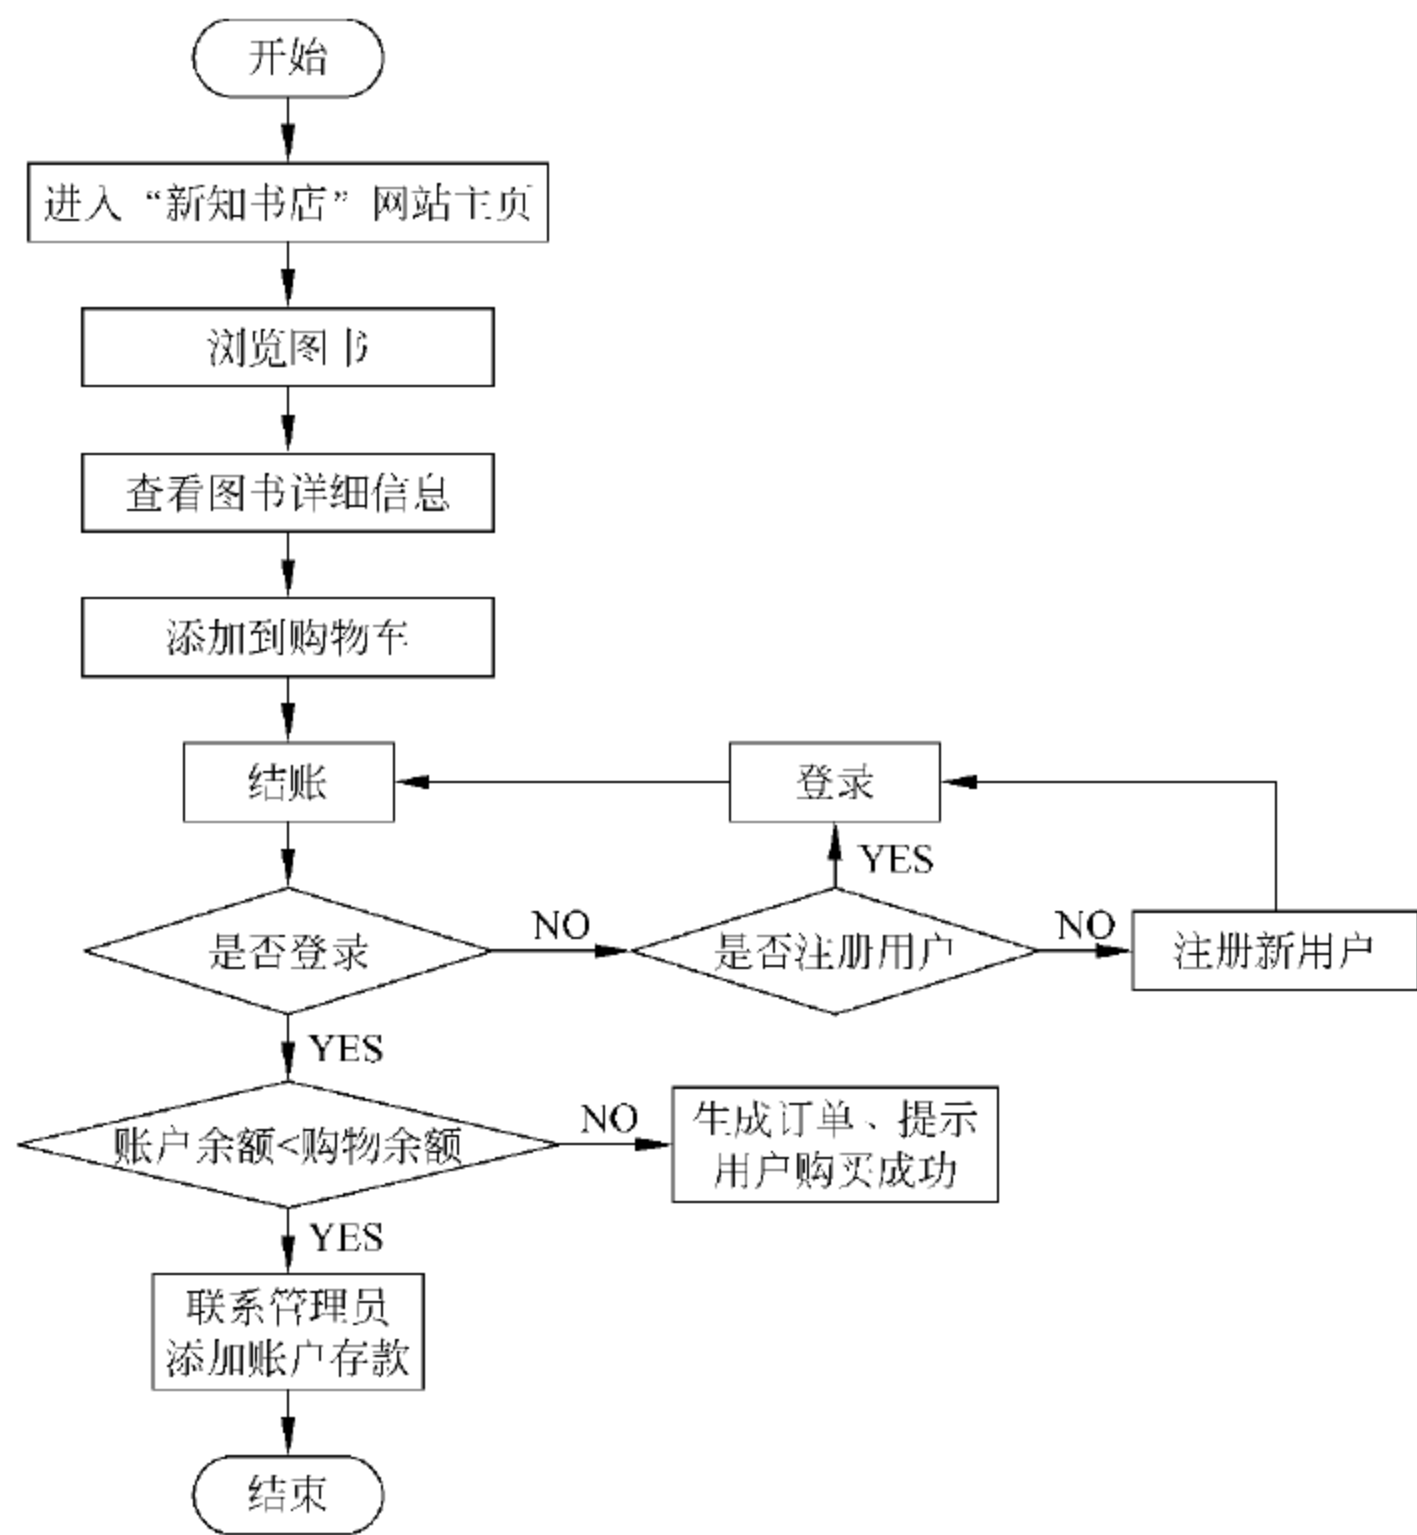 开始
进入“新知书店”网站主页
浏览图书
查看图书详细信息
添加到购物车
结账
登录
YES
是否登录
NO
是否注册用户
NO
注册新用户
YES
账户余额<购物余额
NO
生成订单、提示
用户购买成功
YES
联系管理员
添加账户存款
结束